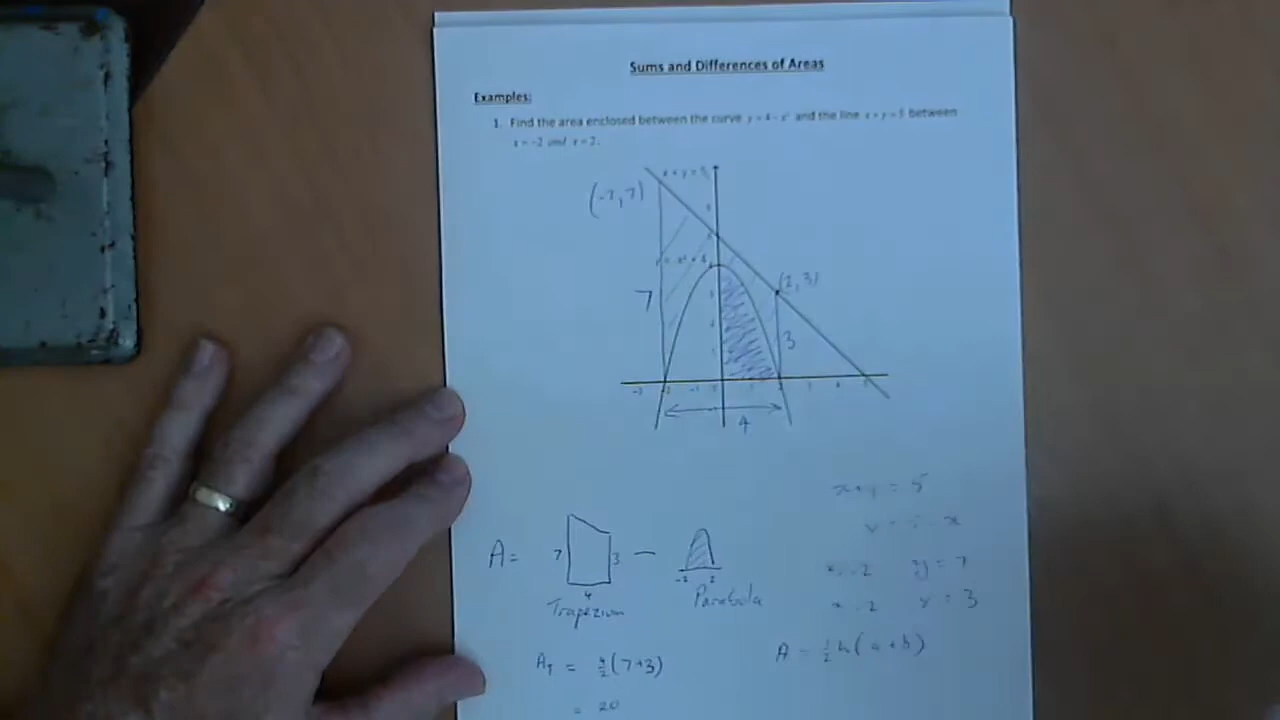 Sums and Differences of Areas
Examples:
1. Find the area enclosed between the curve y = 4 - x² and the line x + y = 5 between
x = -2 and x = 2.
x + y = 5
(-2, 7)
(2, 3)
7
3
4
x + y = 5
A = 7 3 4 — -2 2
Trapezium Parabola
x = -2 y = 7
x = 2 y = 3
A = ½h(a+b)
A_T = 4/2(7+3)
= 20